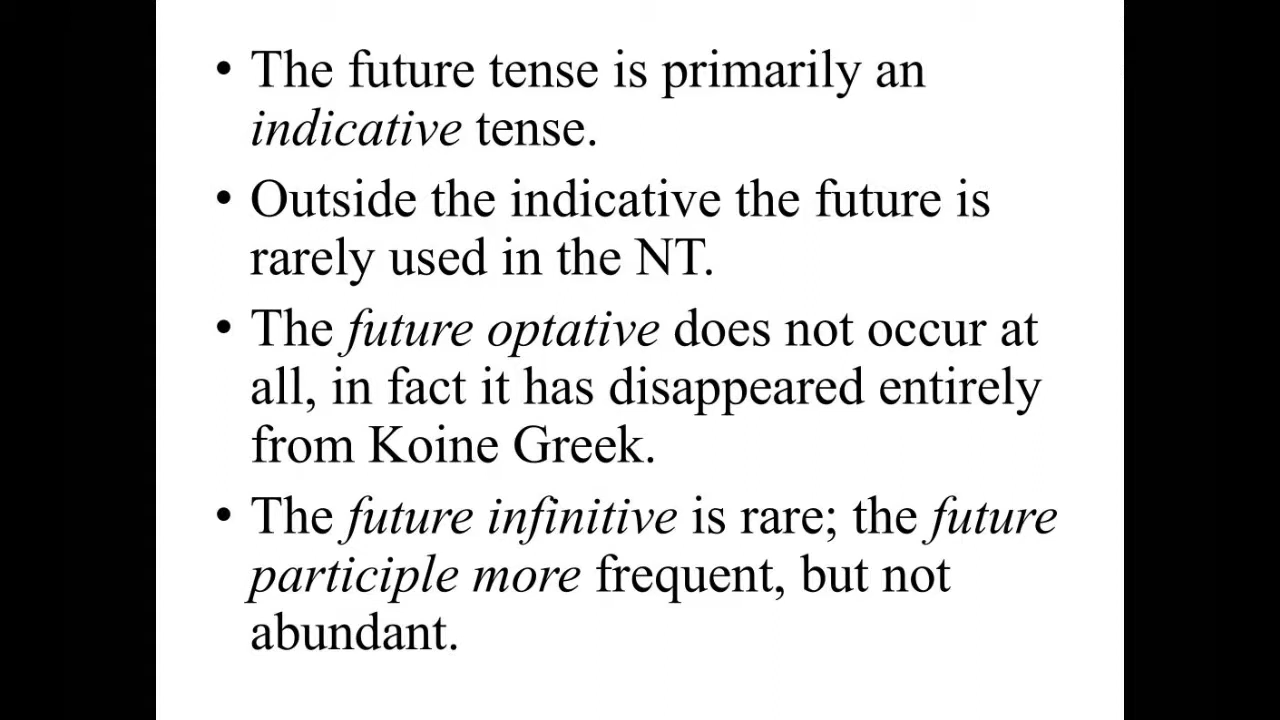 • The future tense is primarily an
indicative tense.
• Outside the indicative the future is
rarely used in the NT.
• The future optative does not occur at
all, in fact it has disappeared entirely
from Koine Greek.
• The future infinitive is rare; the future
participle more frequent, but not
abundant.